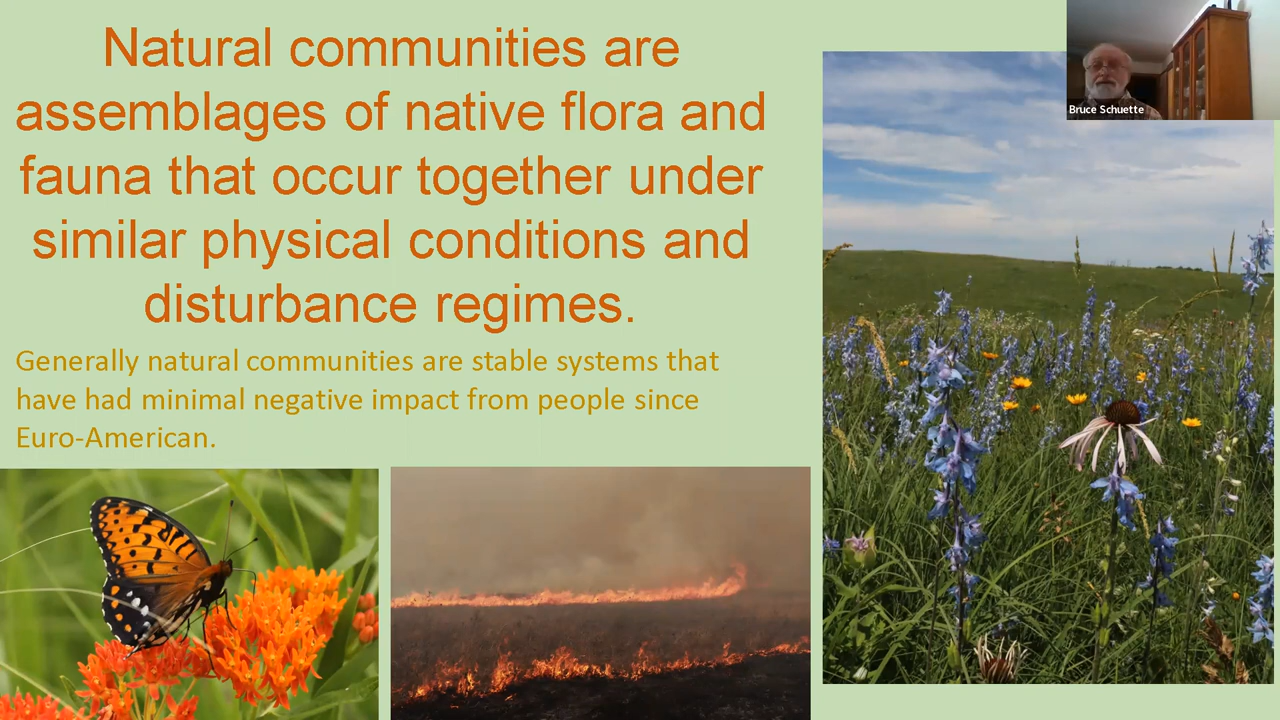 Natural communities are
assemblages of native flora and
fauna that occur together under
similar physical conditions and
disturbance regimes.
Generally natural communities are stable systems that
have had minimal negative impact from people since
Euro-American.
Bruce Schuette